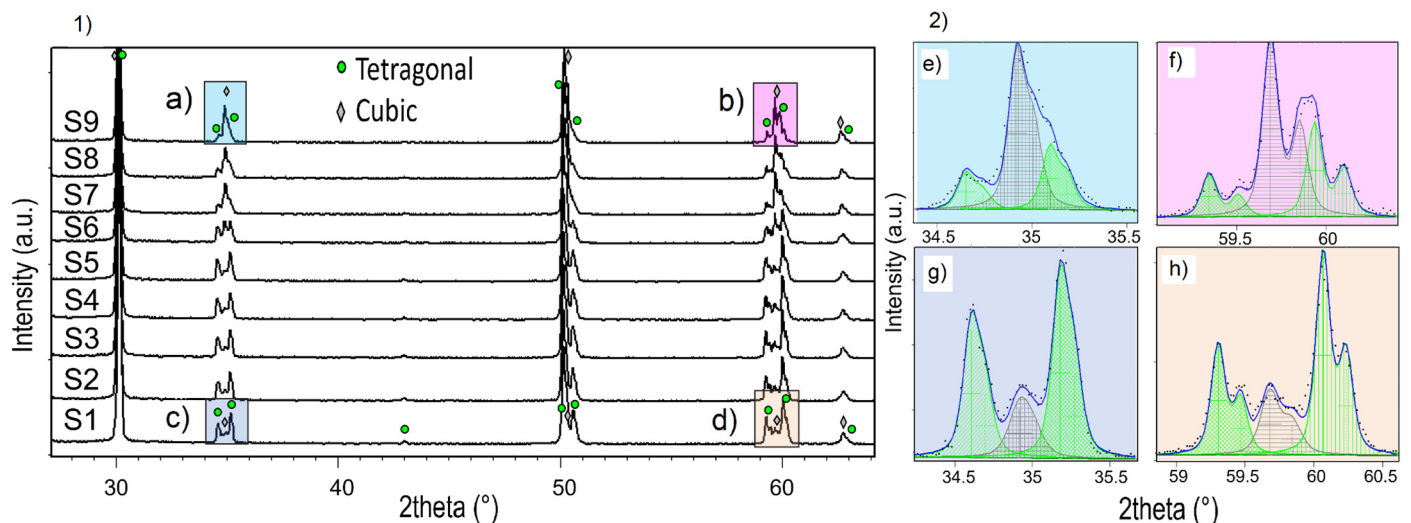 1)
Tetragonal
Cubic
a)
b)
S9
S8
S7
S6
S5
S4
S3
S2
S1
c)
d)
Intensity (a.u.)
30
40
50
60
2theta (°)
2)
e)
34.5
35
35.5
f)
59.5
60
g)
34.5
35
35.5
h)
59
59.5
60
60.5
Intensity (a.u.)
2theta (°)